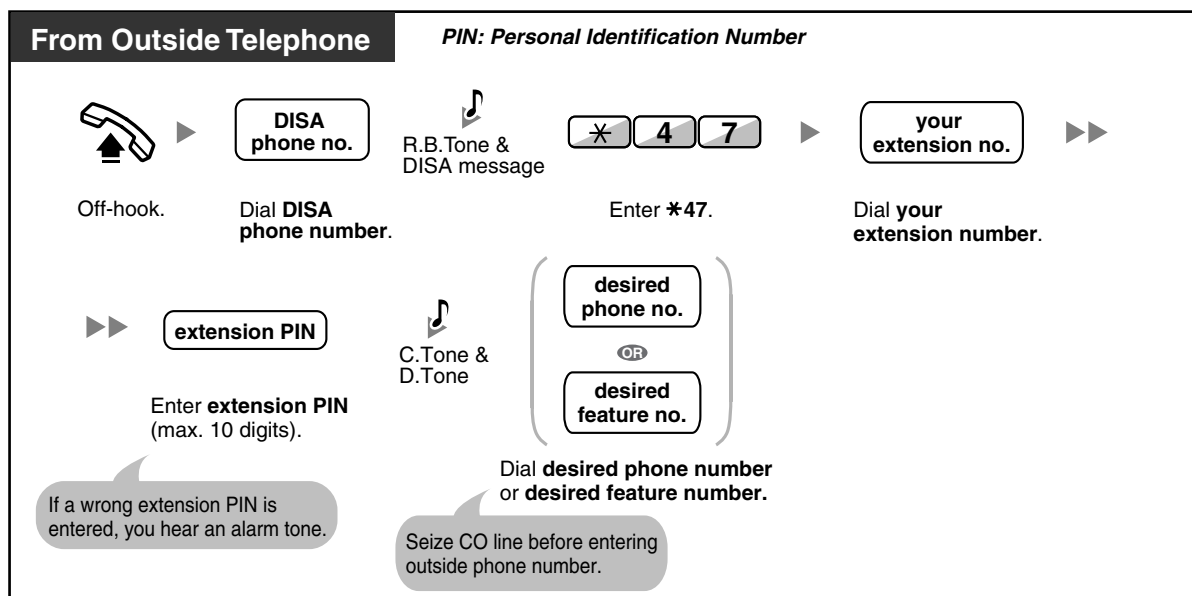 From Outside Telephone
PIN: Personal Identification Number
DISA
phone no.
R.B.Tone &
DISA message
* 4 7
your
extension no.
Off-hook.
Dial DISA
phone number.
Enter *47.
Dial your
extension number.
extension PIN
C.Tone &
D.Tone
desired
phone no.
OR
desired
feature no.
Enter extension PIN
(max. 10 digits).
Dial desired phone number
or desired feature number.
If a wrong extension PIN is
entered, you hear an alarm tone.
Seize CO line before entering
outside phone number.